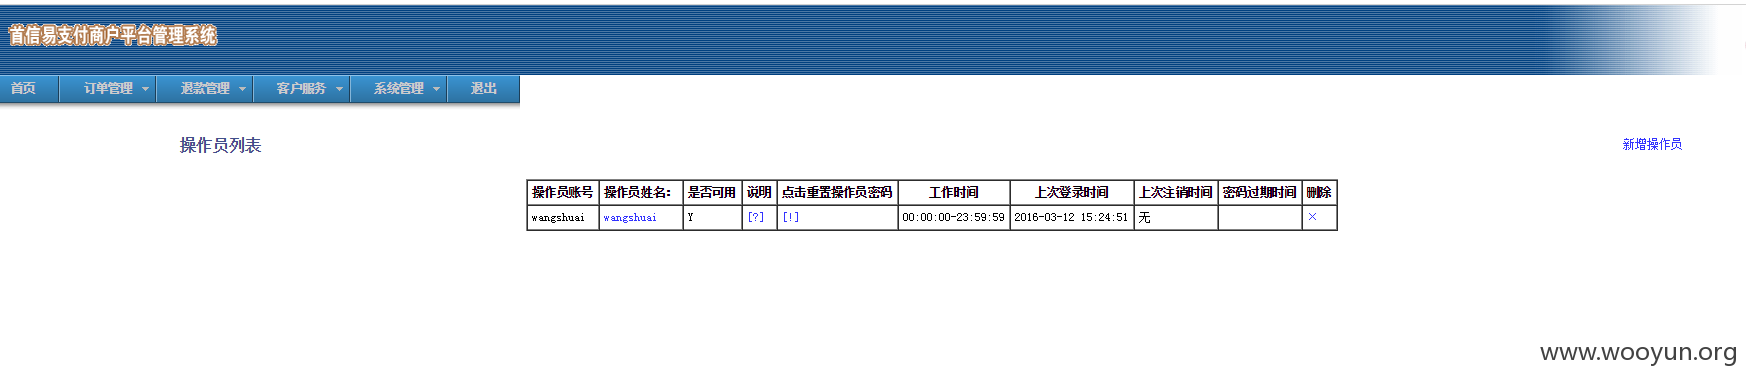 首信易支付商户平台管理系统
首页 订单管理 退款管理 客户服务 系统管理 退出
操作员列表 新增操作员
操作员账号 操作员姓名： 是否可用 说明 点击重置操作员密码 工作时间 上次登录时间 上次注销时间 密码过期时间 删除
wangshuai wangshuai Y [?] [!] 00:00:00-23:59:59 2016-03-12 15:24:51 无 ×
www.wooyun.org